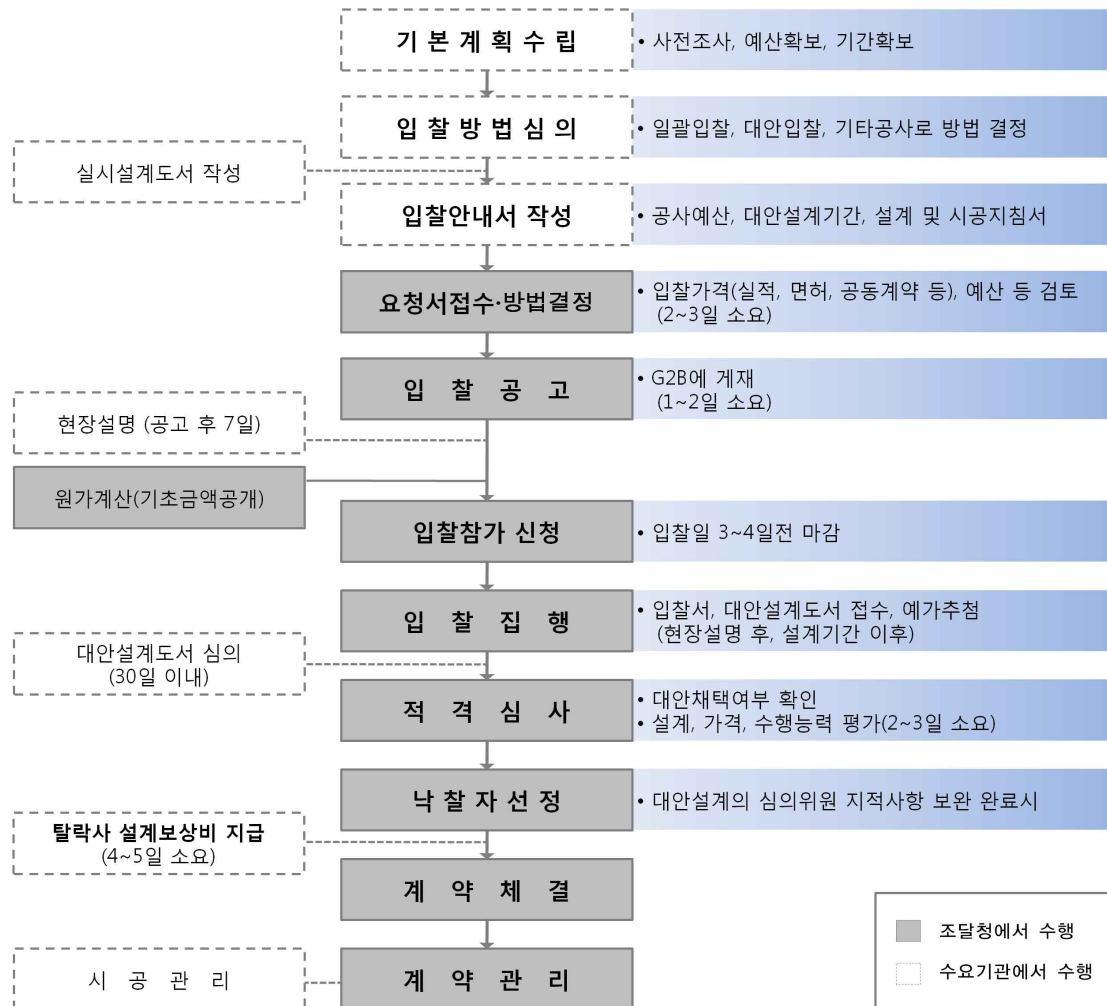 기 본 계 획 수 립
• 사전조사, 예산확보, 기간확보
입 찰 방 법 심 의
• 일괄입찰, 대안입찰, 기타공사로 방법 결정
실시설계도서 작성
입찰안내서 작성
• 공사예산, 대안설계기간, 설계 및 시공지침서
요청서접수·방법결정
• 입찰가격(실적, 면허, 공동계약 등), 예산 등 검토
(2~3일 소요)
입 찰 공 고
• G2B에 게재
(1~2일 소요)
현장설명 (공고 후 7일)
원가계산(기초금액공개)
입찰참가 신청
• 입찰일 3~4일전 마감
입 찰 집 행
• 입찰서, 대안설계도서 접수, 예가추첨
(현장설명 후, 설계기간 이후)
대안설계도서 심의
(30일 이내)
적 격 심 사
• 대안채택여부 확인
• 설계, 가격, 수행능력 평가(2~3일 소요)
낙 찰 자 선 정
• 대안설계의 심의위원 지적사항 보완 완료시
탈락사 설계보상비 지급
(4~5일 소요)
계 약 체 결
시 공 관 리
계 약 관 리
조달청에서 수행
수요기관에서 수행